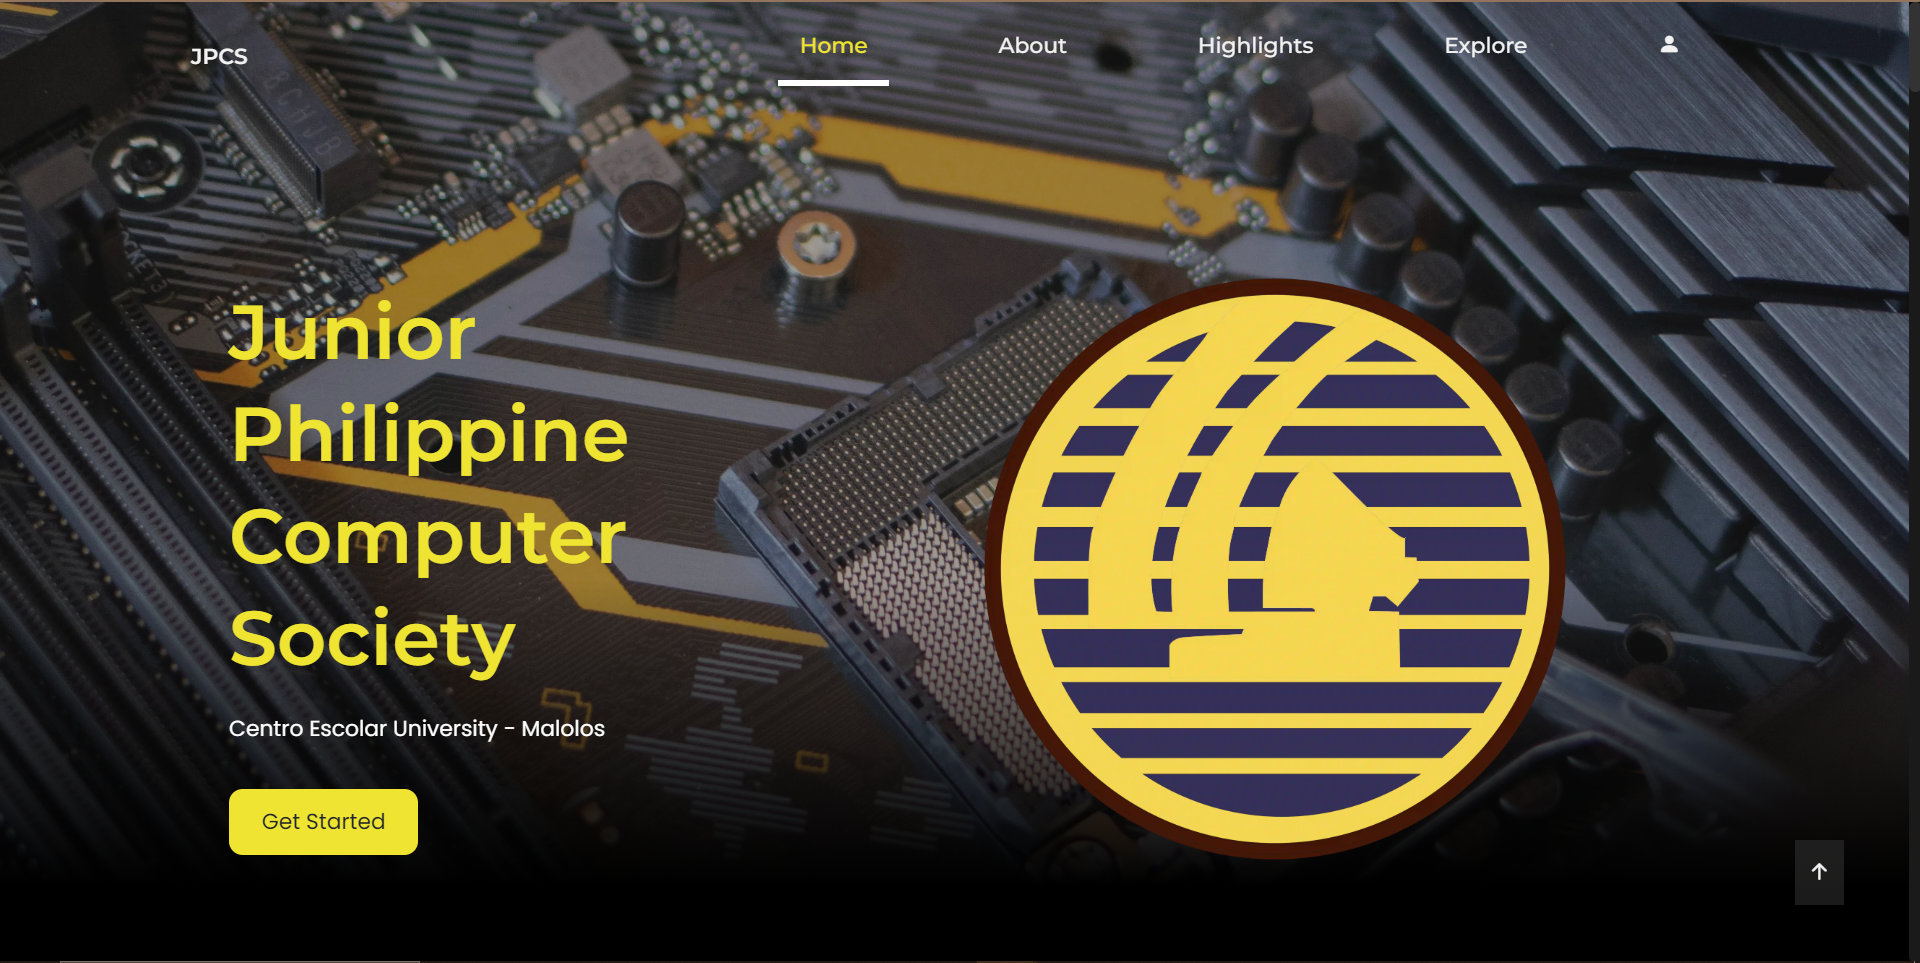 JPCS
Home
About
Highlights
Explore
Junior
Philippine
Computer
Society
Centro Escolar University - Malolos
Get Started